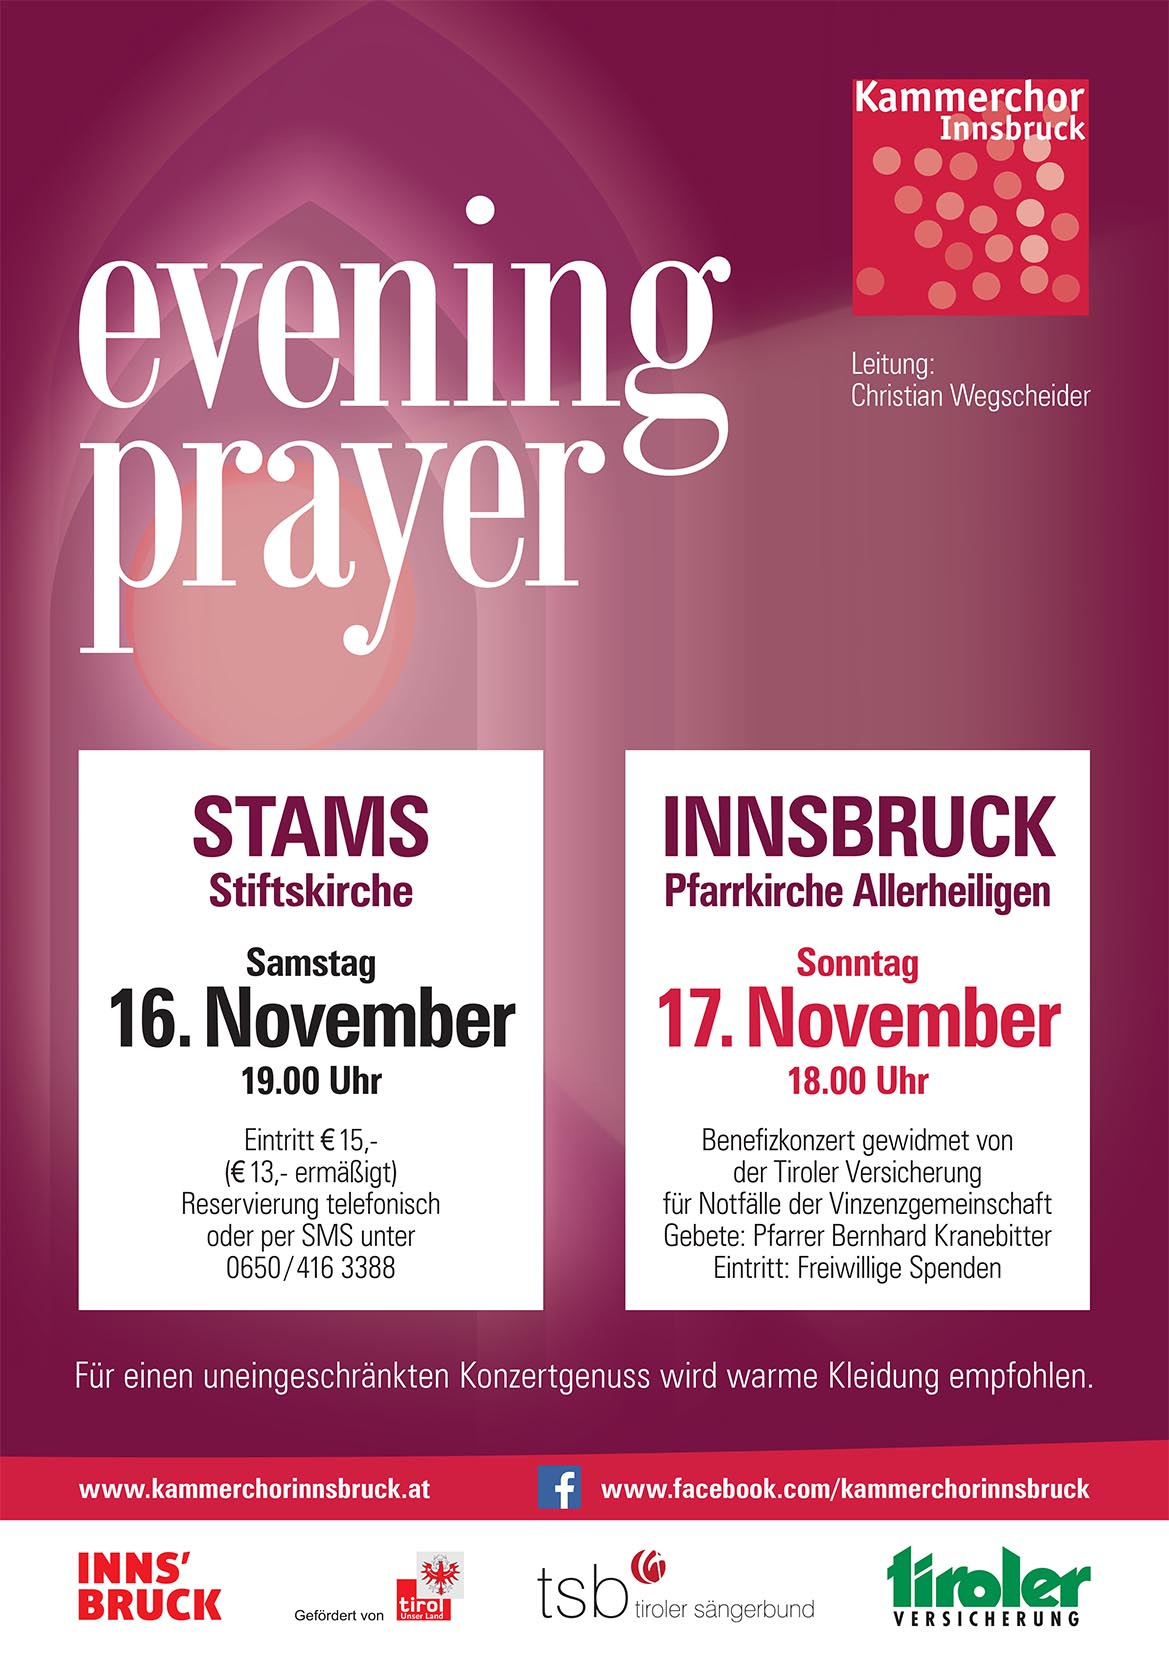 Kammerchor
Innsbruck
evening
prayer
Leitung:
Christian Wegscheider
STAMS
Stiftskirche
Samstag
16. November
19.00 Uhr
Eintritt € 15,-
(€ 13,- ermäßigt)
Reservierung telefonisch
oder per SMS unter
0650/416 3388
INNSBRUCK
Pfarrkirche Allerheiligen
Sonntag
17. November
18.00 Uhr
Benefizkonzert gewidmet von
der Tiroler Versicherung
für Notfälle der Vinzenzgemeinschaft
Gebete: Pfarrer Bernhard Kranebitter
Eintritt: Freiwillige Spenden
Für einen uneingeschränkten Konzertgenuss wird warme Kleidung empfohlen.
www.kammerchorinnsbruck.at
f www.facebook.com/kammerchorinnsbruck
INNS'
BRUCK
Gefördert von
tirol
Unser Land
tsb tiroler sängerbund
tiroler
VERSICHERUNG